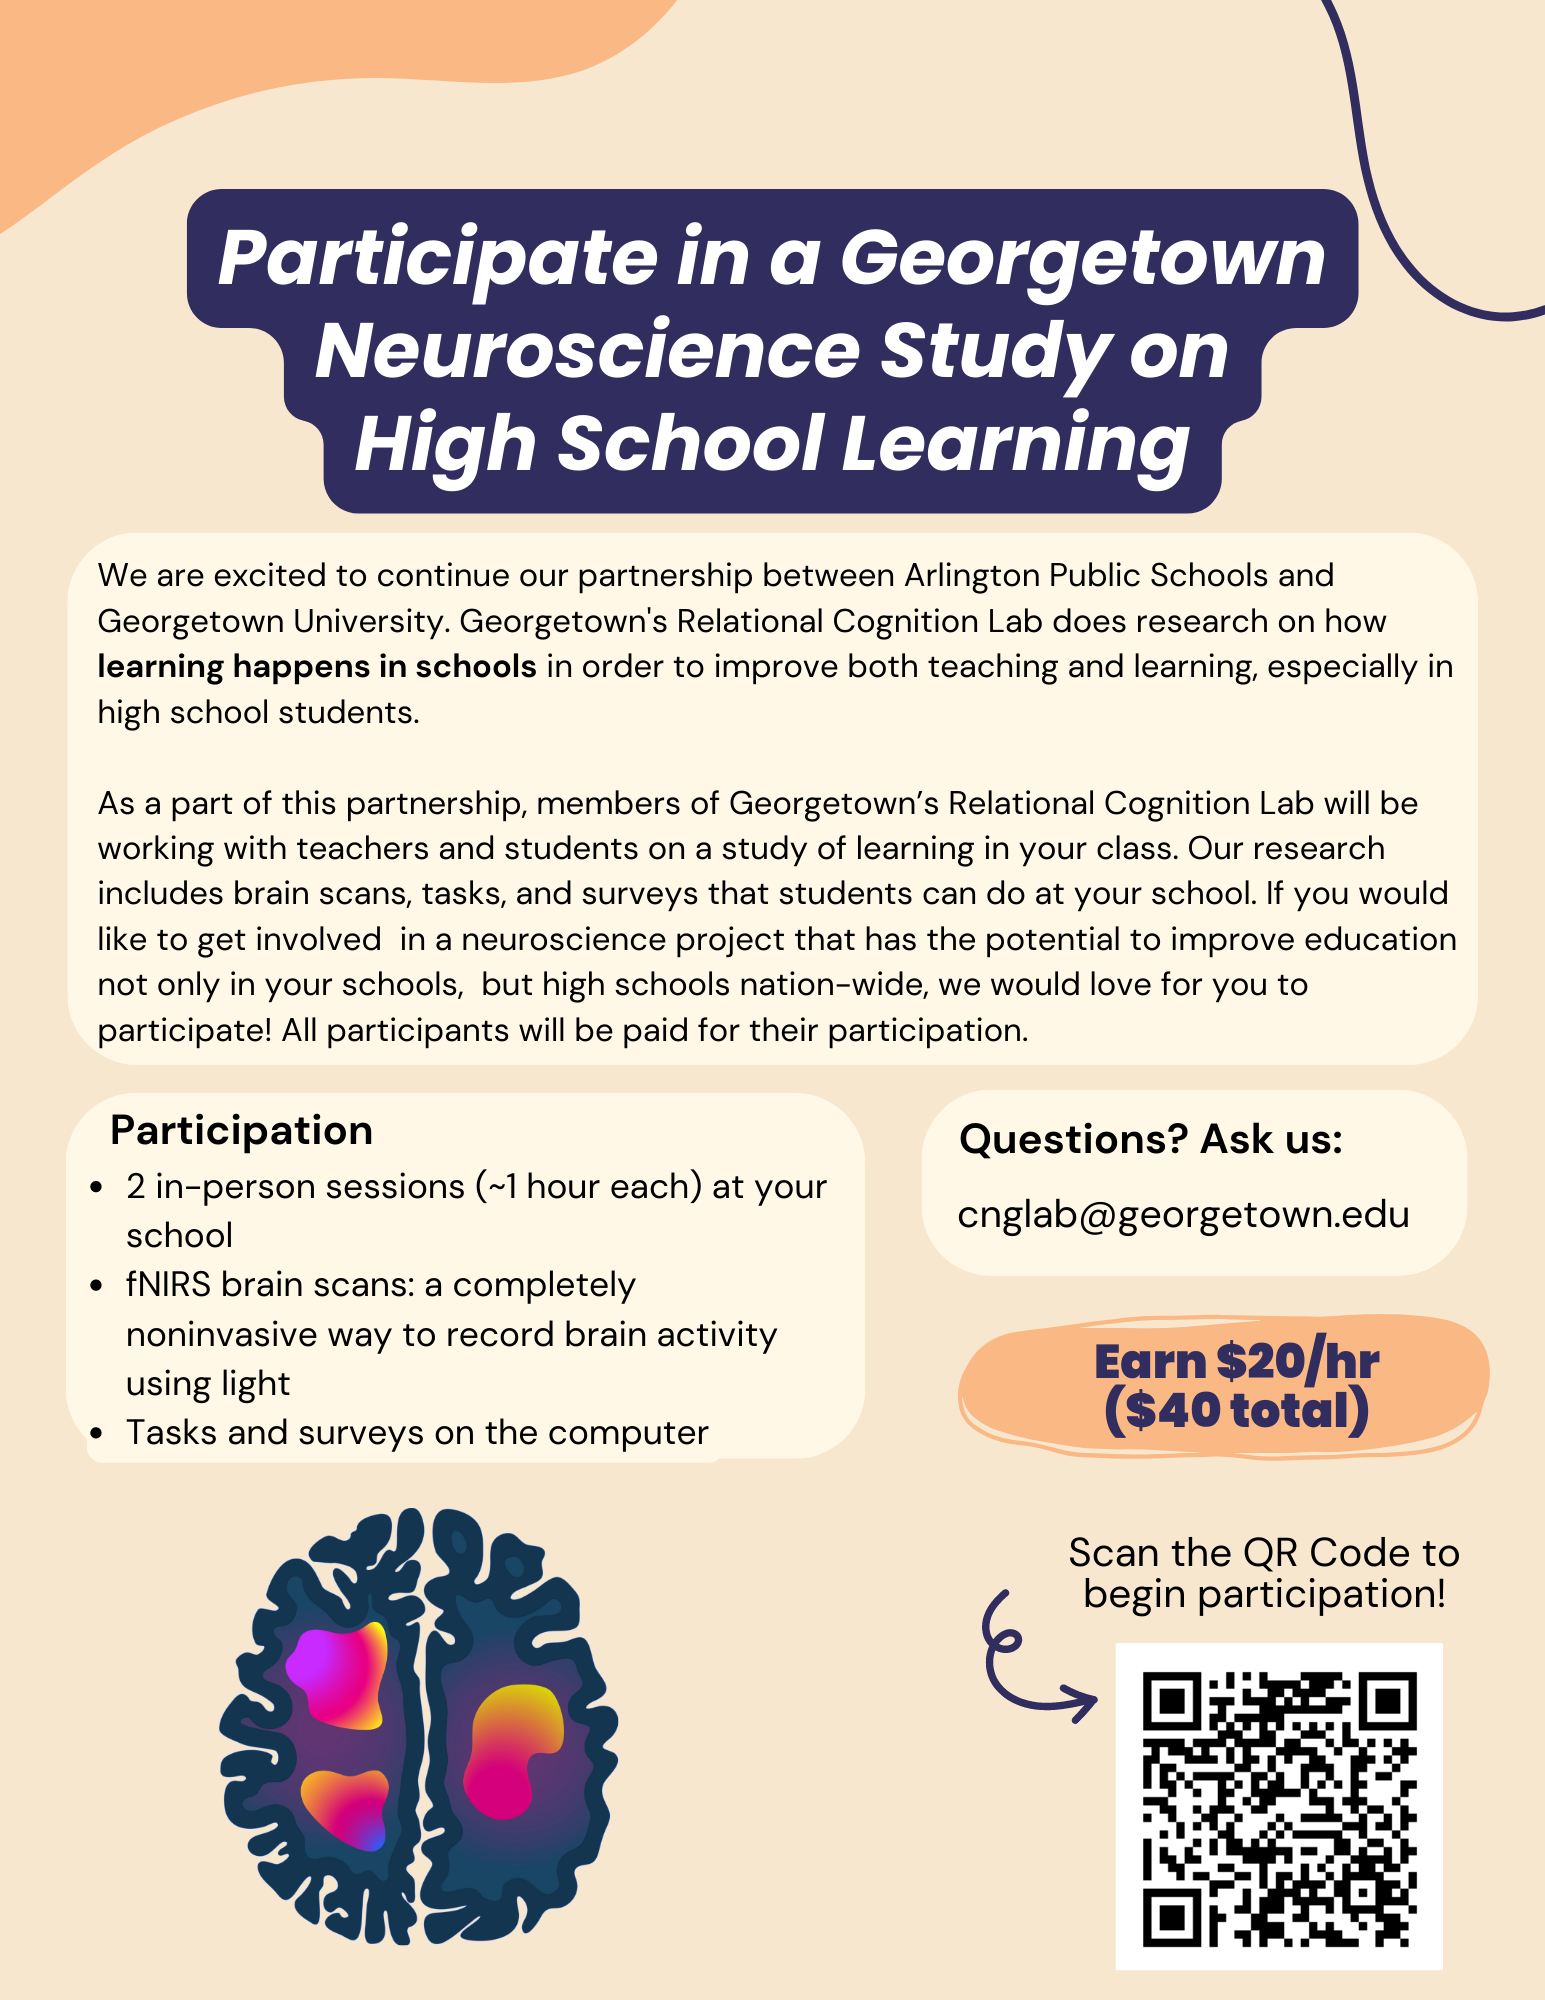 Participate in a Georgetown
Neuroscience Study on
High School Learning
We are excited to continue our partnership between Arlington Public Schools and
Georgetown University. Georgetown's Relational Cognition Lab does research on how
learning happens in schools in order to improve both teaching and learning, especially in
high school students.
As a part of this partnership, members of Georgetown’s Relational Cognition Lab will be
working with teachers and students on a study of learning in your class. Our research
includes brain scans, tasks, and surveys that students can do at your school. If you would
like to get involved  in a neuroscience project that has the potential to improve education
not only in your schools,  but high schools nation-wide, we would love for you to
participate! All participants will be paid for their participation.
Participation
• 2 in-person sessions (~1 hour each) at your
school
• fNIRS brain scans: a completely
noninvasive way to record brain activity
using light
• Tasks and surveys on the computer
Questions? Ask us:
cnglab@georgetown.edu
Earn $20/hr
($40 total)
Scan the QR Code to
begin participation!